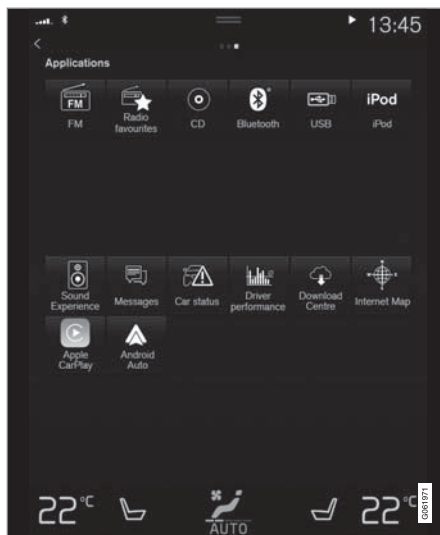 13:45
Applications
FM
FM
Radio
favourites
CD
Bluetooth
USB
iPod
iPod
Sound
Experience
Messages
Car status
Driver
performance
Download
Centre
Internet Map
Apple
CarPlay
Android
Auto
22°C
AUTO
22°C
G061971